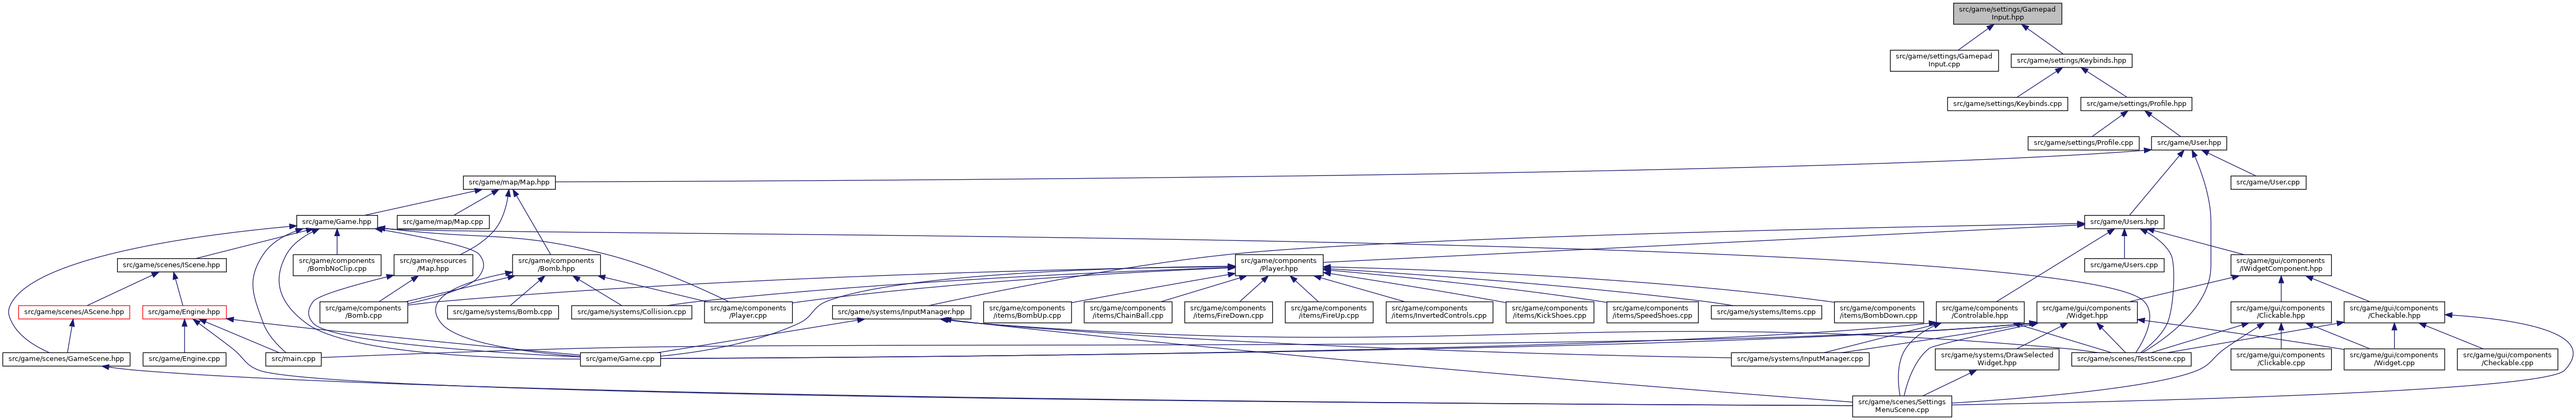 src/game/settings/Gamepad
Input.hpp
src/game/settings/Gamepad
Input.cpp
src/game/settings/Keybinds.hpp
src/game/settings/Keybinds.cpp
src/game/settings/Profile.hpp
src/game/settings/Profile.cpp
src/game/User.hpp
src/game/map/Map.hpp
src/game/User.cpp
src/game/Game.hpp
src/game/map/Map.cpp
src/game/Users.hpp
src/game/scenes/IScene.hpp
src/game/components
/BombNoClip.cpp
src/game/resources
/Map.hpp
src/game/components
/Bomb.hpp
src/game/components
/Player.hpp
src/game/Users.cpp
src/game/gui/components
/IWidgetComponent.hpp
src/game/scenes/AScene.hpp
src/game/Engine.hpp
src/game/components
/Bomb.cpp
src/game/systems/Bomb.cpp
src/game/systems/Collision.cpp
src/game/components
/Player.cpp
src/game/systems/InputManager.hpp
src/game/components
/items/BombUp.cpp
src/game/components
/items/ChainBall.cpp
src/game/components
/items/FireDown.cpp
src/game/components
/items/FireUp.cpp
src/game/components
/items/InvertedControls.cpp
src/game/components
/items/KickShoes.cpp
src/game/components
/items/SpeedShoes.cpp
src/game/systems/Items.cpp
src/game/components
/items/BombDown.cpp
src/game/components
/Controlable.hpp
src/game/gui/components
/Widget.hpp
src/game/gui/components
/Clickable.hpp
src/game/gui/components
/Checkable.hpp
src/game/scenes/GameScene.hpp
src/game/Engine.cpp
src/main.cpp
src/game/Game.cpp
src/game/systems/InputManager.cpp
src/game/systems/DrawSelected
Widget.hpp
src/game/scenes/TestScene.cpp
src/game/gui/components
/Clickable.cpp
src/game/gui/components
/Widget.cpp
src/game/gui/components
/Checkable.cpp
src/game/scenes/Settings
MenuScene.cpp